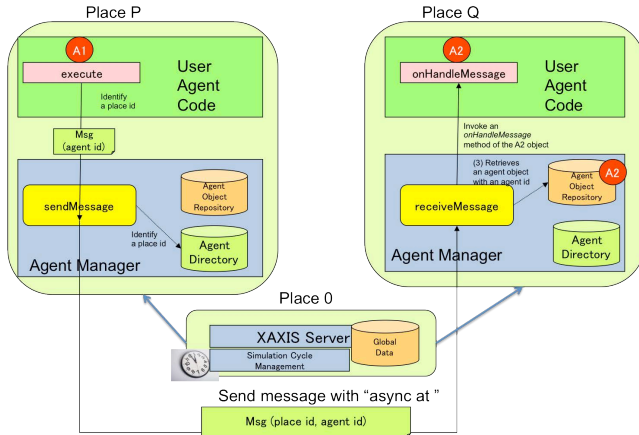 Place P
Place Q
A1
execute
User
Agent
Code
Identify
a place id
Msg
(agent id)
sendMessage
Agent
Object
Repository
Identify
a place id
Agent
Directory
Agent Manager
A2
onHandleMessage
User
Agent
Code
Invoke an
onHandleMessage
method of the A2 object
(3) Retrieves
an agent object
with an agent id
A2
Agent
Object
Repository
receiveMessage
Agent
Directory
Agent Manager
Place 0
XAXIS Server
Simulation Cycle
Management
Global
Data
Send message with “async at ”
Msg (place id, agent id)